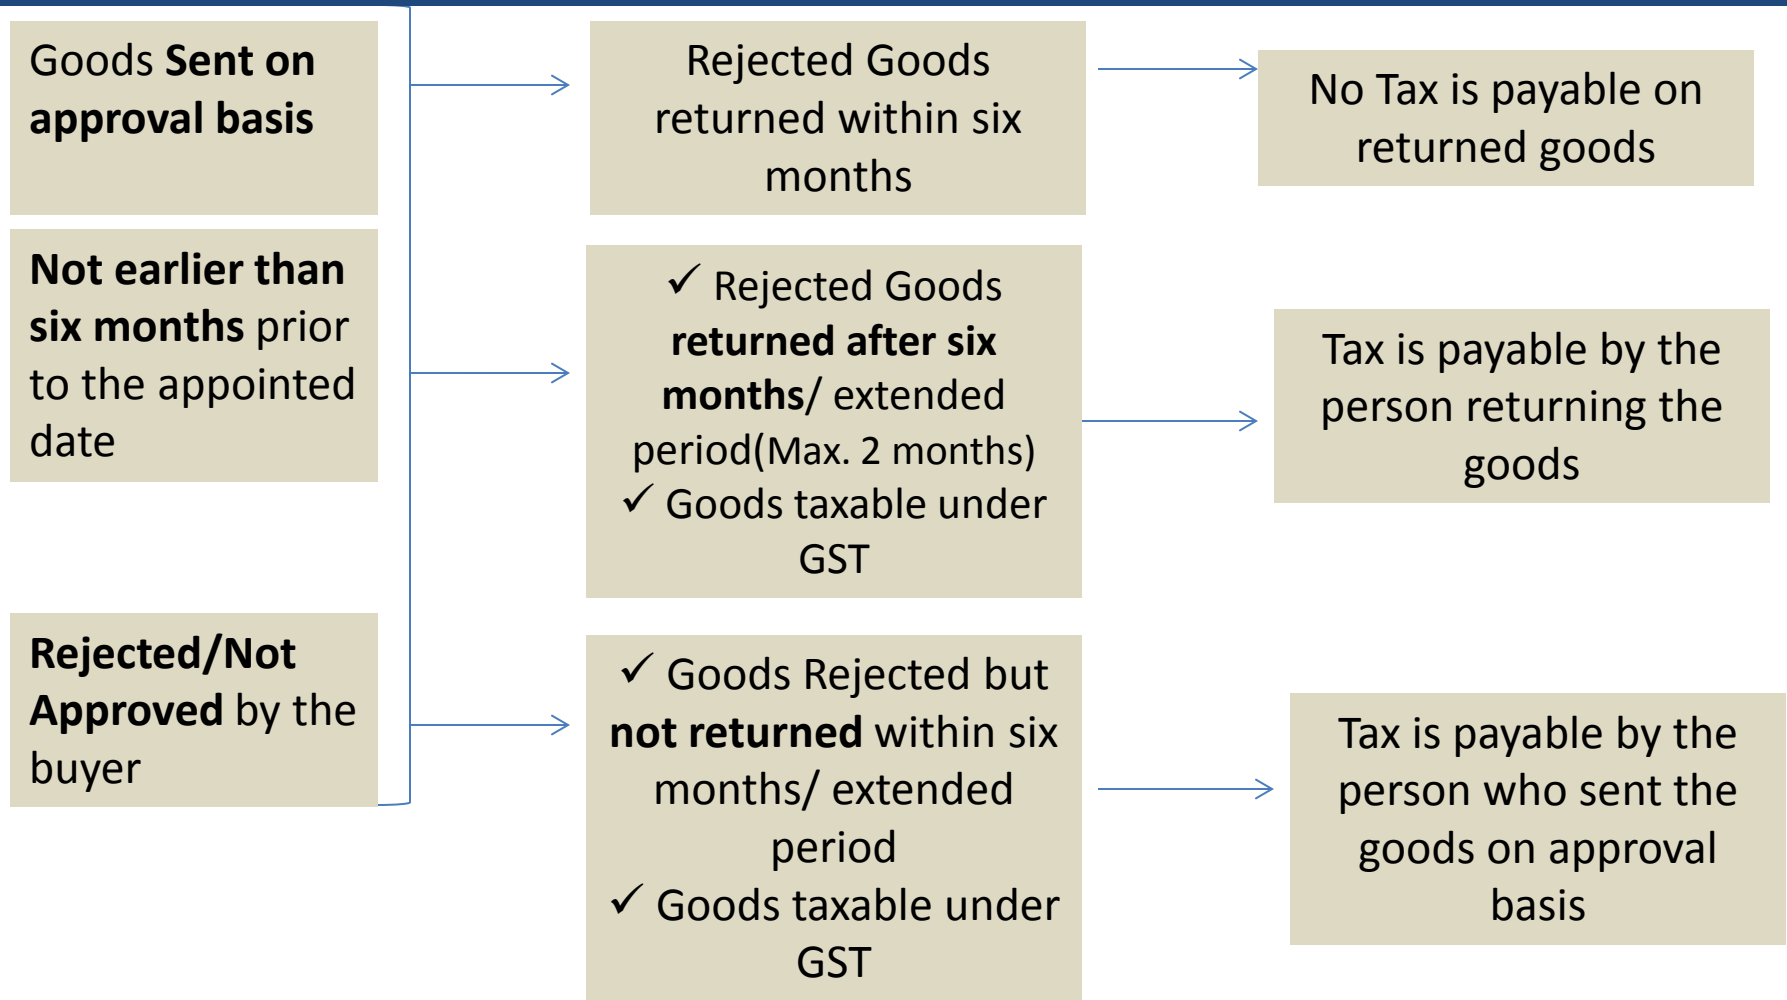 Goods Sent on
approval basis
Not earlier than
six months prior
to the appointed
date
Rejected/Not
Approved by the
buyer
Rejected Goods
returned within six
months
✓ Rejected Goods
returned after six
months/ extended
period(Max. 2 months)
✓ Goods taxable under
GST
✓ Goods Rejected but
not returned within six
months/ extended
period
✓ Goods taxable under
GST
No Tax is payable on
returned goods
Tax is payable by the
person returning the
goods
Tax is payable by the
person who sent the
goods on approval
basis